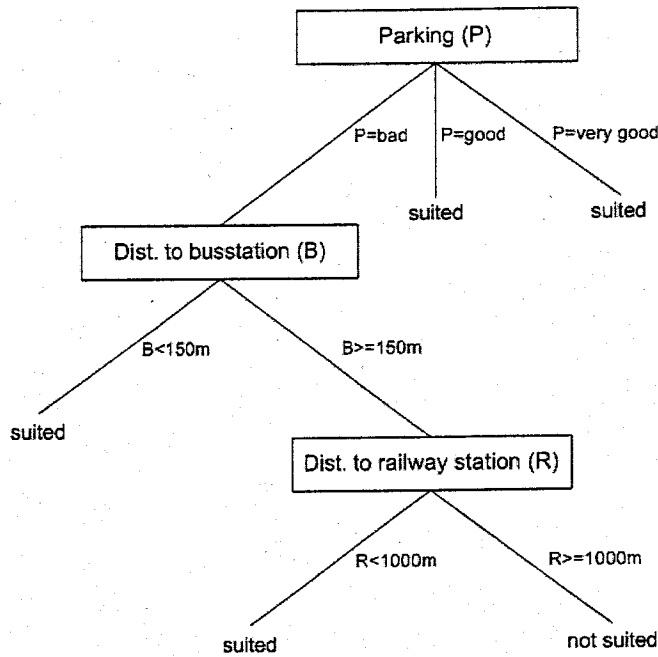 Parking (P)
P=bad
P=good
P=very good
suited
suited
Dist. to busstation (B)
B<150m
B>=150m
suited
Dist. to railway station (R)
R<1000m
R>=1000m
suited
not suited